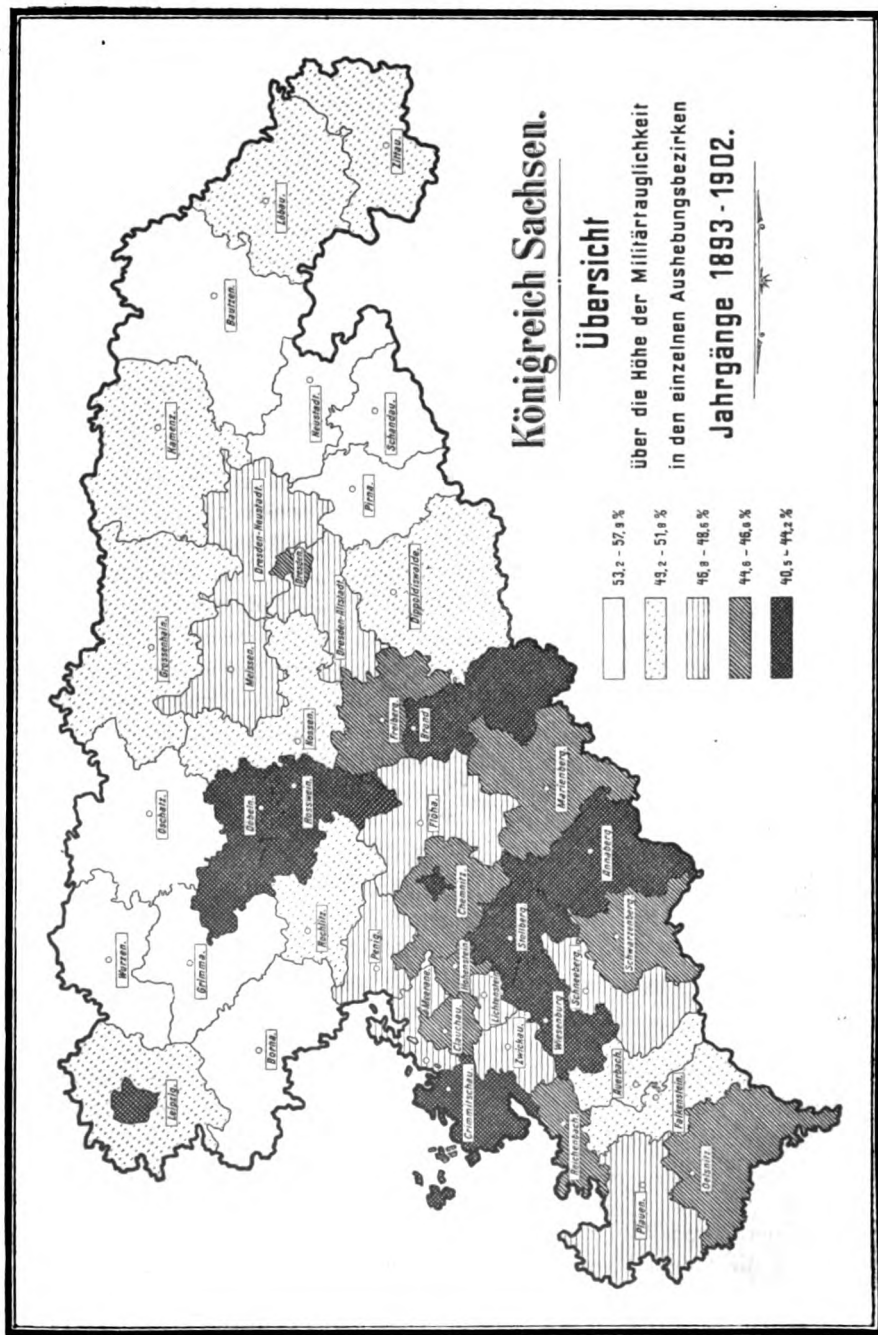 Königreich Sachsen.
Übersicht
über die Höhe der Militärtauglichkeit
in den einzelnen Aushebungsbezirken
Jahrgänge 1893-1902.
53,2 – 57,9 %
49,2 – 51,8 %
46,8 – 48,6 %
44,6 – 46,6 %
40,5 – 44,2 %
Leipzig.
Wurzen.
Grimma.
Borna.
Oschatz.
Döbeln.
Rosswein.
Rochlitz.
Grossenhain.
Meissen.
Nossen.
Kamenz.
Dresden-Neustadt.
Dresden
Dresden-Altstadt.
Dippoldiswalde.
Bautzen.
Löbau.
Zittau.
Neustadt.
Schandau.
Pirna.
Freiberg.
Brand
Marienberg.
Annaberg
Flöha.
Chemnitz.
Penig.
Stollberg.
Schwarzenberg.
Schneeberg.
Wiesenburg.
Zwickau.
Lichtenstein
Hohenstein
Glauchau.
Meerane.
Crimmitschau.
Reichenbach
Auerbach.
Falkenstein.
Plauen.
Oelsnitz